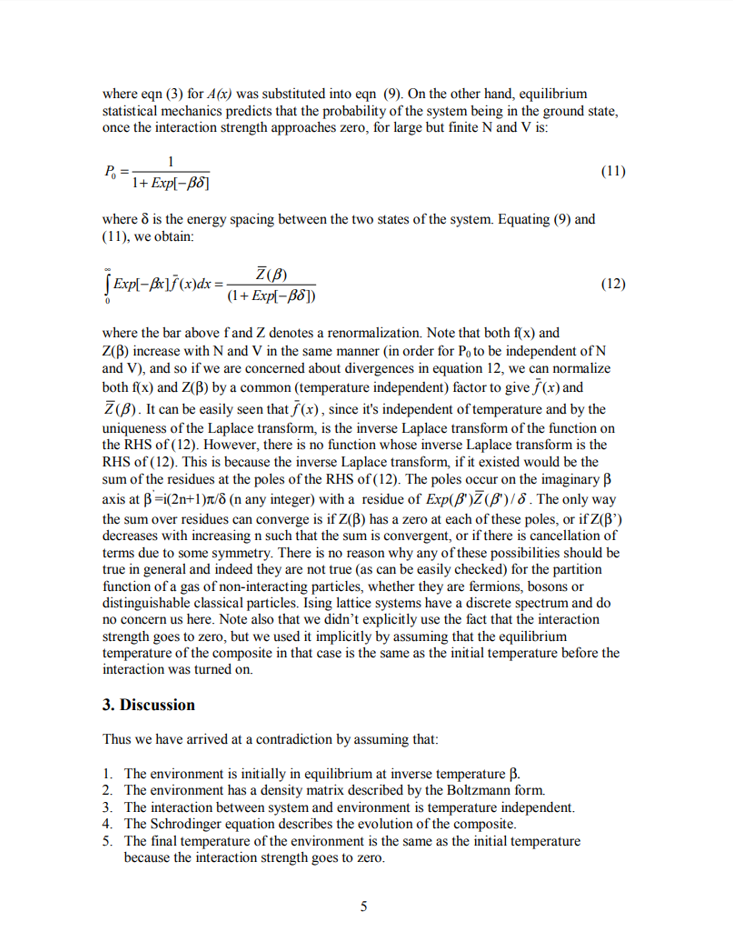 where eqn (3) for A(x) was substituted into eqn (9). On the other hand, equilibrium
statistical mechanics predicts that the probability of the system being in the ground state,
once the interaction strength approaches zero, for large but finite N and V is:
P₀ = 1 / (1 + Exp[−βδ]) (11)
where δ is the energy spacing between the two states of the system. Equating (9) and
(11), we obtain:
∫₀^∞ Exp[−βx] f̄(x)dx = Z̄(β) / (1 + Exp[−βδ]) (12)
where the bar above f and Z denotes a renormalization. Note that both f(x) and
Z(β) increase with N and V in the same manner (in order for P₀ to be independent of N
and V), and so if we are concerned about divergences in equation 12, we can normalize
both f(x) and Z(β) by a common (temperature independent) factor to give f̄(x) and
Z̄(β). It can be easily seen that f̄(x), since it's independent of temperature and by the
uniqueness of the Laplace transform, is the inverse Laplace transform of the function on
the RHS of (12). However, there is no function whose inverse Laplace transform is the
RHS of (12). This is because the inverse Laplace transform, if it existed would be the
sum of the residues at the poles of the RHS of (12). The poles occur on the imaginary β
axis at β'=i(2n+1)π/δ (n any integer) with a residue of Exp(β')Z̄(β')/δ. The only way
the sum over residues can converge is if Z(β) has a zero at each of these poles, or if Z(β’)
decreases with increasing n such that the sum is convergent, or if there is cancellation of
terms due to some symmetry. There is no reason why any of these possibilities should be
true in general and indeed they are not true (as can be easily checked) for the partition
function of a gas of non-interacting particles, whether they are fermions, bosons or
distinguishable classical particles. Ising lattice systems have a discrete spectrum and do
no concern us here. Note also that we didn’t explicitly use the fact that the interaction
strength goes to zero, but we used it implicitly by assuming that the equilibrium
temperature of the composite in that case is the same as the initial temperature before the
interaction was turned on.
3. Discussion
Thus we have arrived at a contradiction by assuming that:
1. The environment is initially in equilibrium at inverse temperature β.
2. The environment has a density matrix described by the Boltzmann form.
3. The interaction between system and environment is temperature independent.
4. The Schrodinger equation describes the evolution of the composite.
5. The final temperature of the environment is the same as the initial temperature
because the interaction strength goes to zero.
5